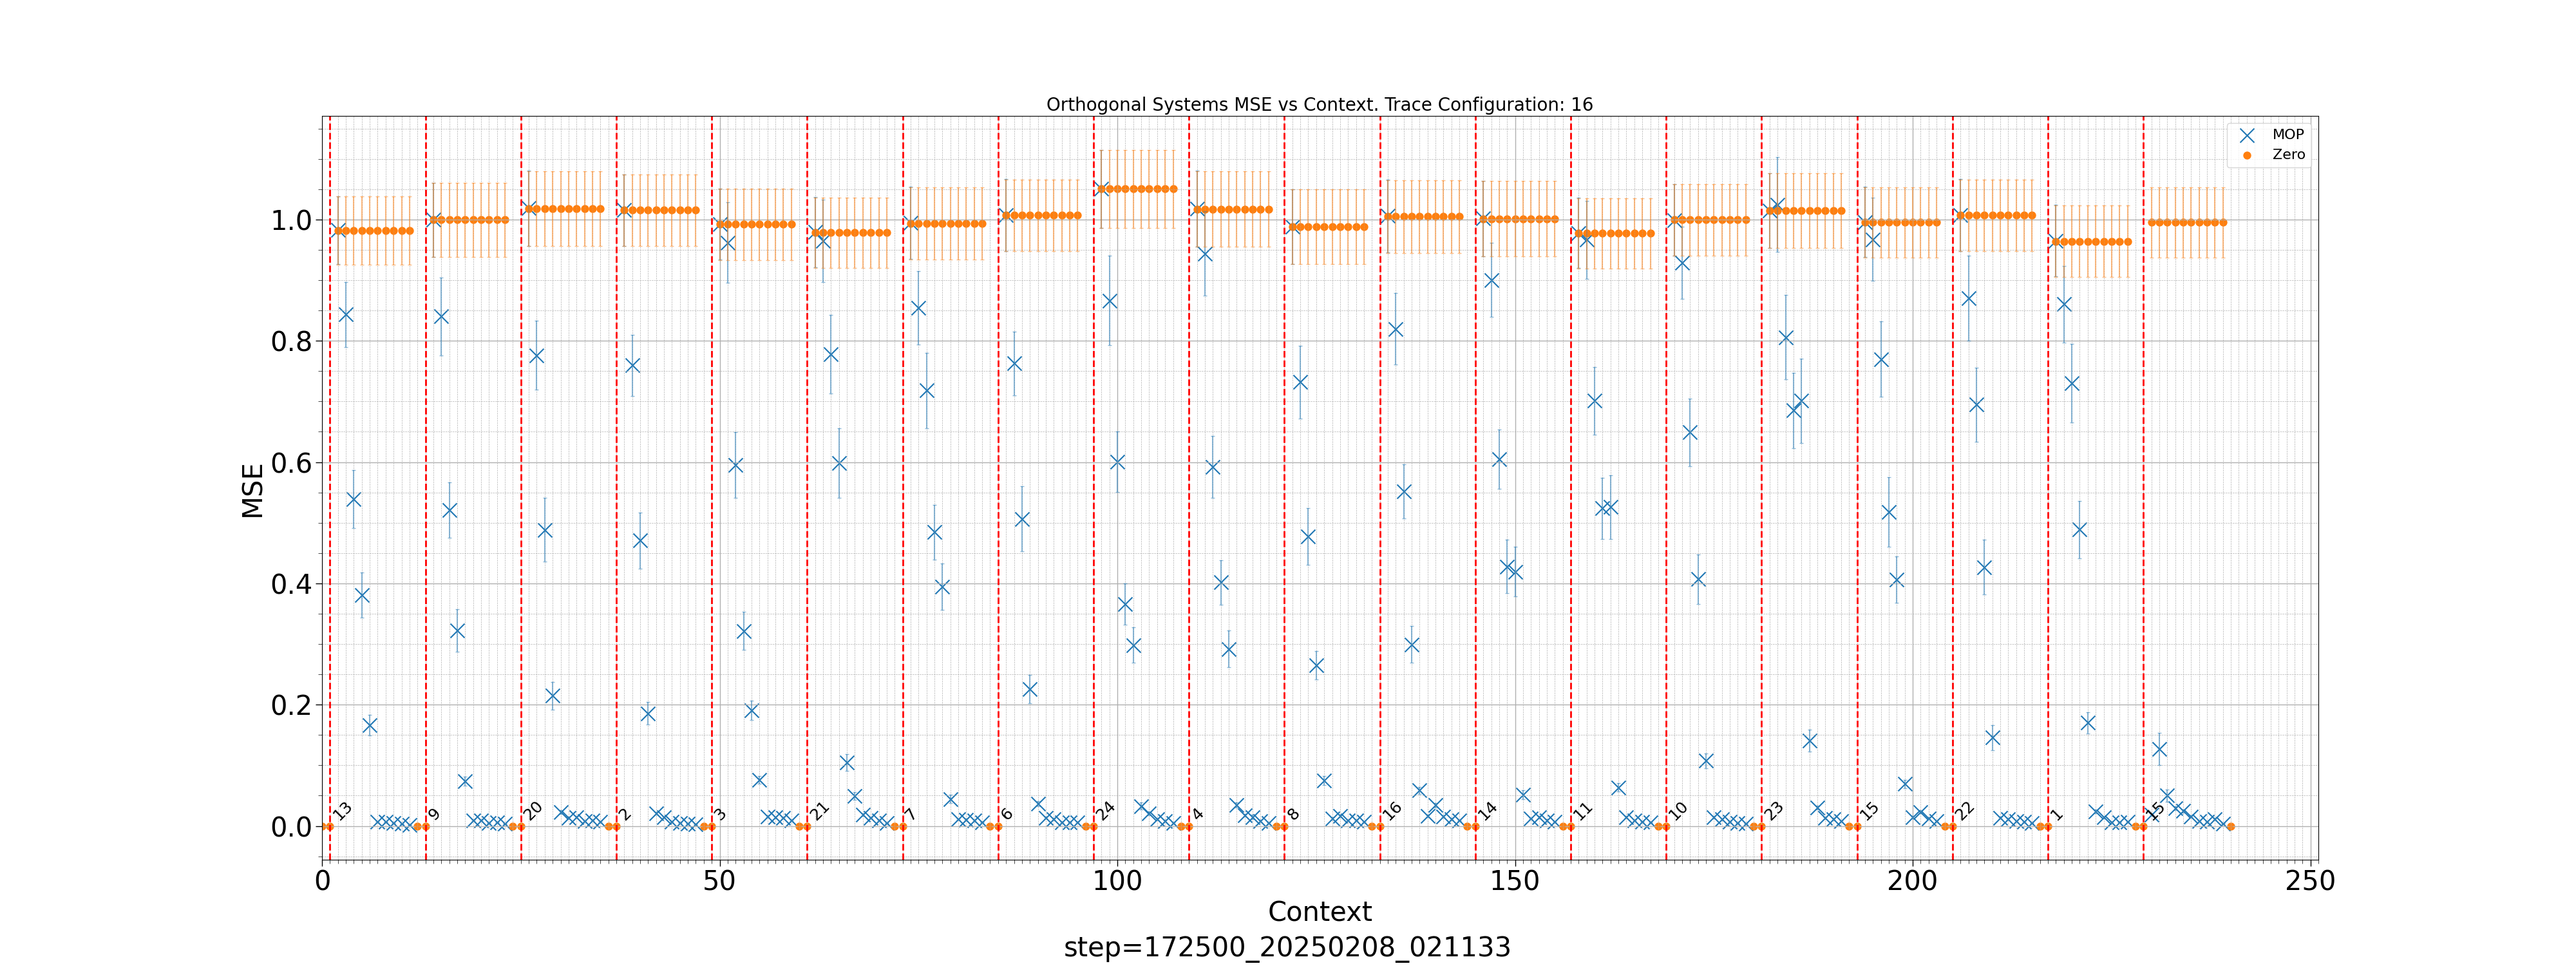 Orthogonal Systems MSE vs Context. Trace Configuration: 16
MOP
Zero
MSE
1.0
0.8
0.6
0.4
0.2
0.0
13 9 20 2 3 21 7 6 24 4 8 16 14 11 10 23 15 22 1 15
0 50 100 150 200 250
Context
step=172500_20250208_021133